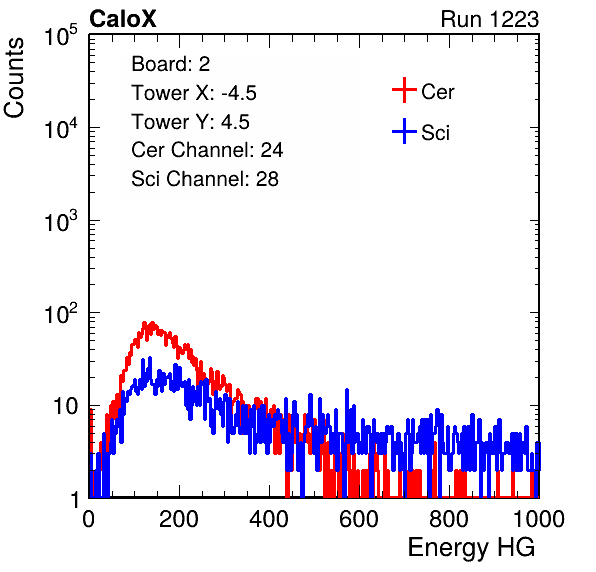 CaloX Run 1223
Counts
Board: 2
Tower X: -4.5
Tower Y: 4.5
Cer Channel: 24
Sci Channel: 28
Cer
Sci
10^5
10^4
10^3
10^2
10
1
0 200 400 600 800 1000
Energy HG